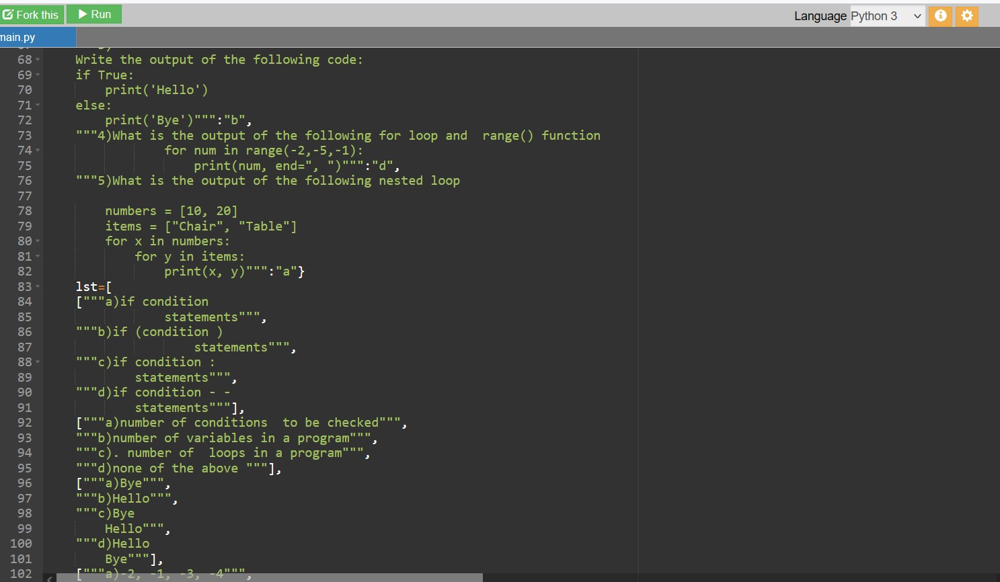 Fork this
Run
Language Python 3
main.py
68 Write the output of the following code:
69 if True:
70 print('Hello')
71 else:
72 print('Bye')""":"b",
73 """4)What is the output of the following for loop and  range() function
74 for num in range(-2,-5,-1):
75 print(num, end=", ")""":"d",
76 """5)What is the output of the following nested loop
77
78 numbers = [10, 20]
79 items = ["Chair", "Table"]
80 for x in numbers:
81 for y in items:
82 print(x, y)""":"a"}
83 lst=[
84 ["""a)if condition
85 statements""",
86 """b)if (condition )
87 statements""",
88 """c)if condition :
89 statements""",
90 """d)if condition - -
91 statements"""],
92 ["""a)number of conditions  to be checked""",
93 """b)number of variables in a program""",
94 """c). number of  loops in a program""",
95 """d)none of the above """],
96 ["""a)Bye""",
97 """b)Hello""",
98 """c)Bye
99 Hello""",
100 """d)Hello
101 Bye"""],
102 ["""a)-2, -1, -3, -4""",